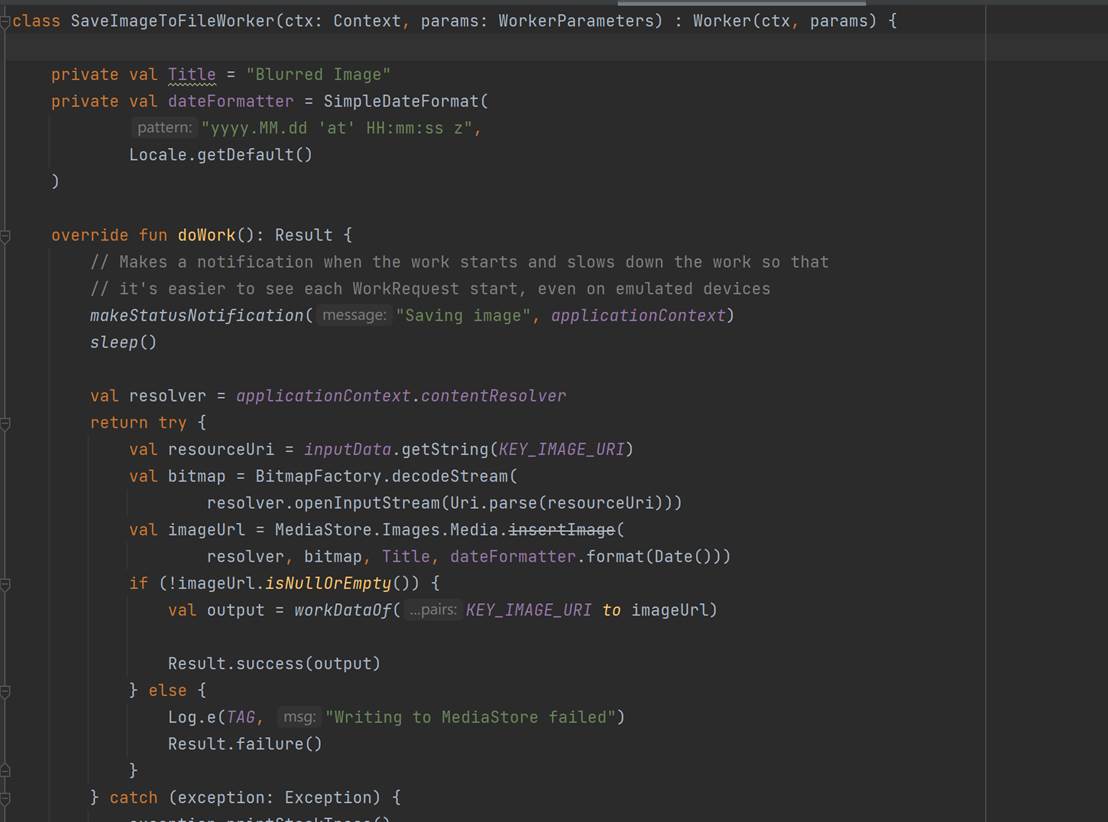 class SaveImageToFileWorker(ctx: Context, params: WorkerParameters) : Worker(ctx, params) {
private val Title = "Blurred Image"
private val dateFormatter = SimpleDateFormat(
pattern: "yyyy.MM.dd 'at' HH:mm:ss z",
Locale.getDefault()
)
override fun doWork(): Result {
// Makes a notification when the work starts and slows down the work so that
// it's easier to see each WorkRequest start, even on emulated devices
makeStatusNotification( message: "Saving image", applicationContext)
sleep()
val resolver = applicationContext.contentResolver
return try {
val resourceUri = inputData.getString(KEY_IMAGE_URI)
val bitmap = BitmapFactory.decodeStream(
resolver.openInputStream(Uri.parse(resourceUri)))
val imageUrl = MediaStore.Images.Media.insertImage(
resolver, bitmap, Title, dateFormatter.format(Date()))
if (!imageUrl.isNullOrEmpty()) {
val output = workDataOf( ...pairs: KEY_IMAGE_URI to imageUrl)
Result.success(output)
} else {
Log.e(TAG, msg: "Writing to MediaStore failed")
Result.failure()
}
} catch (exception: Exception) {